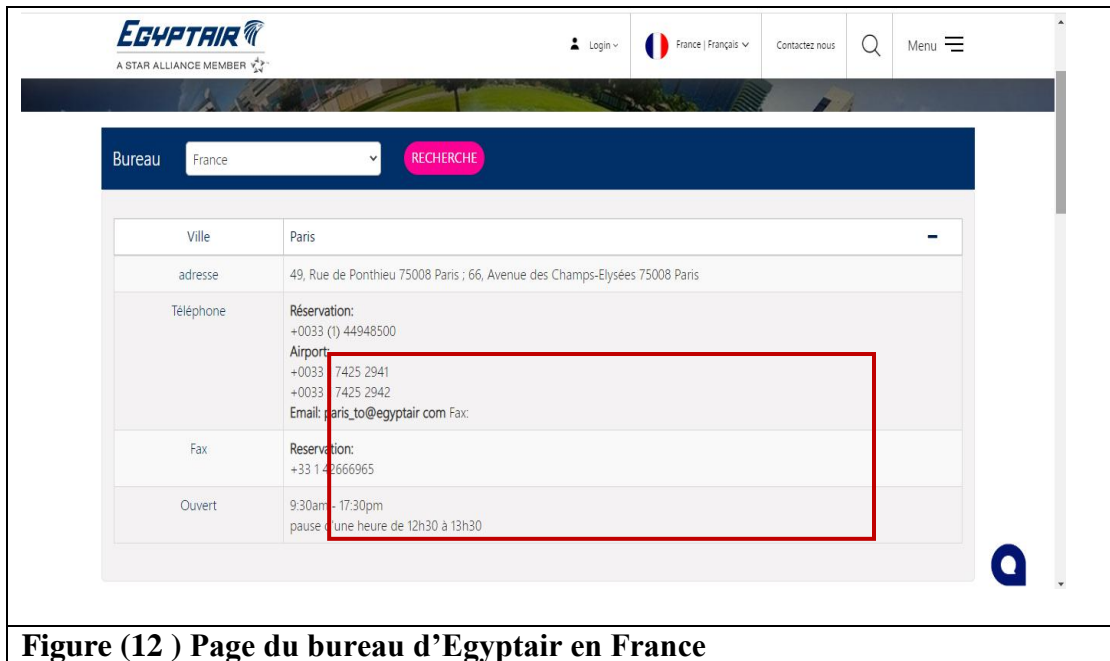 EGYPTAIR
A STAR ALLIANCE MEMBER
Login
France | Français
Contactez nous
Menu
Bureau
France
RECHERCHE
Ville
Paris
adresse
49, Rue de Ponthieu 75008 Paris ; 66, Avenue des Champs-Elysées 75008 Paris
Téléphone
Réservation:
+0033 (1) 44948500
Airport:
+0033 7425 2941
+0033 7425 2942
Email: paris_to@egyptair com Fax:
Fax
Reservation:
+33 1 42666965
Ouvert
9:30am - 17:30pm
pause d'une heure de 12h30 à 13h30
Figure (12 ) Page du bureau d’Egyptair en France